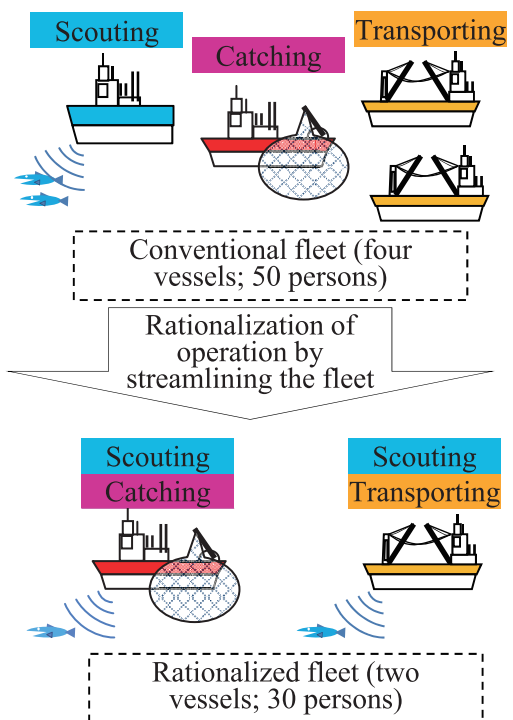 Scouting
Catching
Transporting
Conventional fleet (four
vessels; 50 persons)
Rationalization of
operation by
streamlining the fleet
Scouting
Catching
Scouting
Transporting
Rationalized fleet (two
vessels; 30 persons)